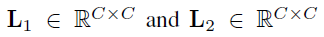 L₁ ∈ ℝ^{C×C} and L₂ ∈ ℝ^{C×C}